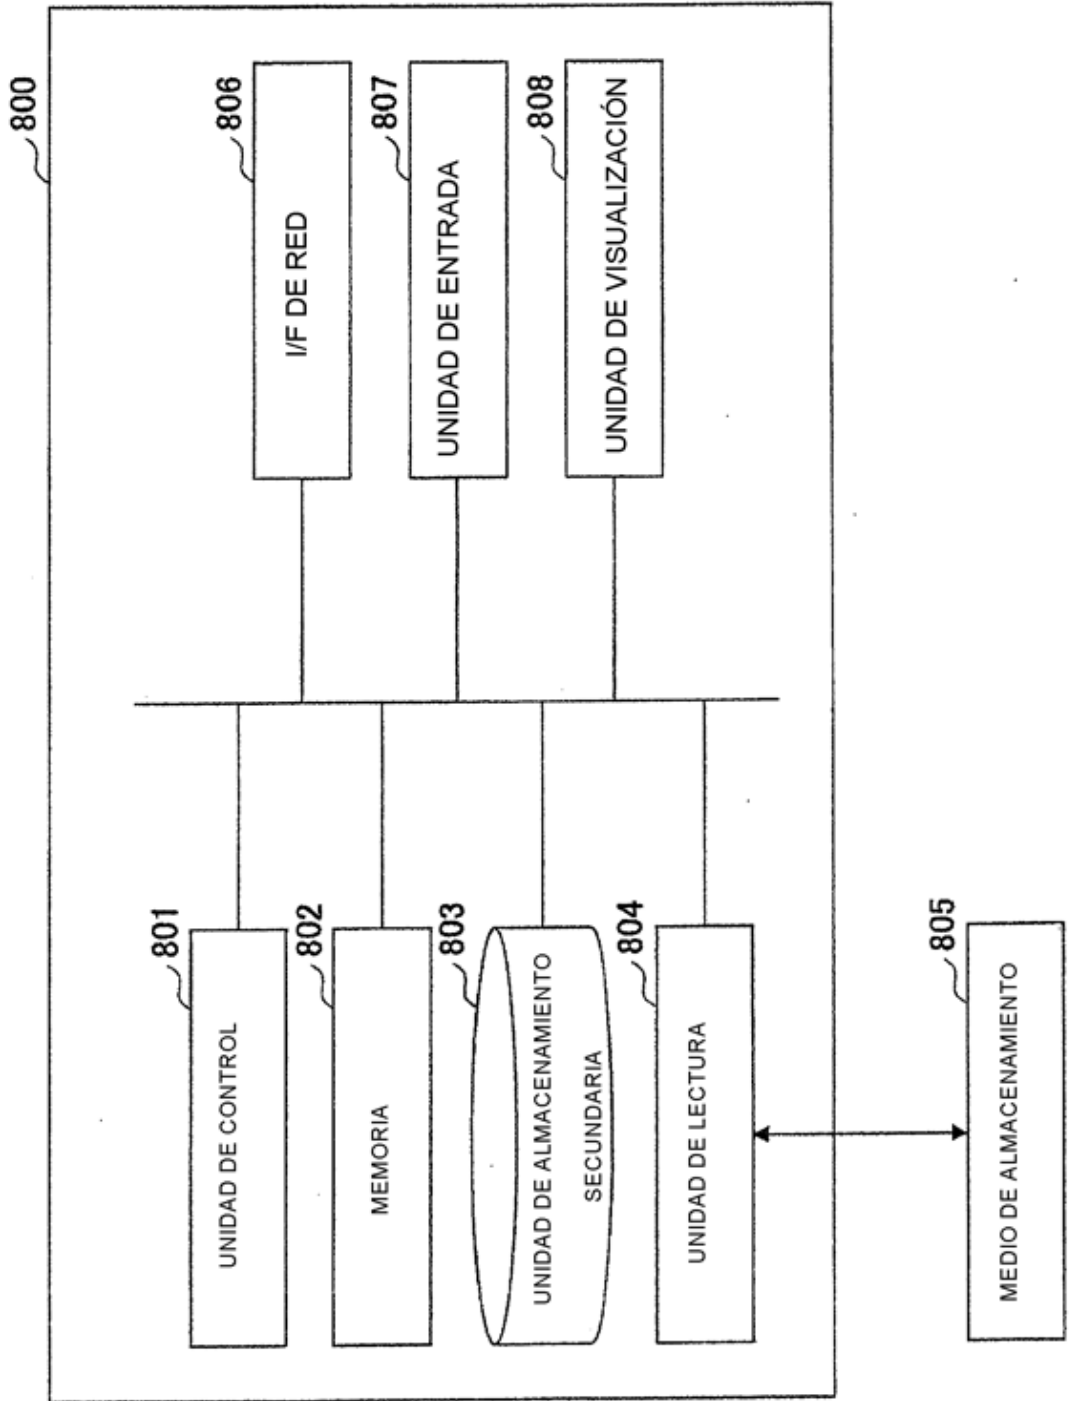 800
801
UNIDAD DE CONTROL
802
MEMORIA
803
UNIDAD DE ALMACENAMIENTO
SECUNDARIA
804
UNIDAD DE LECTURA
805
MEDIO DE ALMACENAMIENTO
806
I/F DE RED
807
UNIDAD DE ENTRADA
808
UNIDAD DE VISUALIZACIÓN